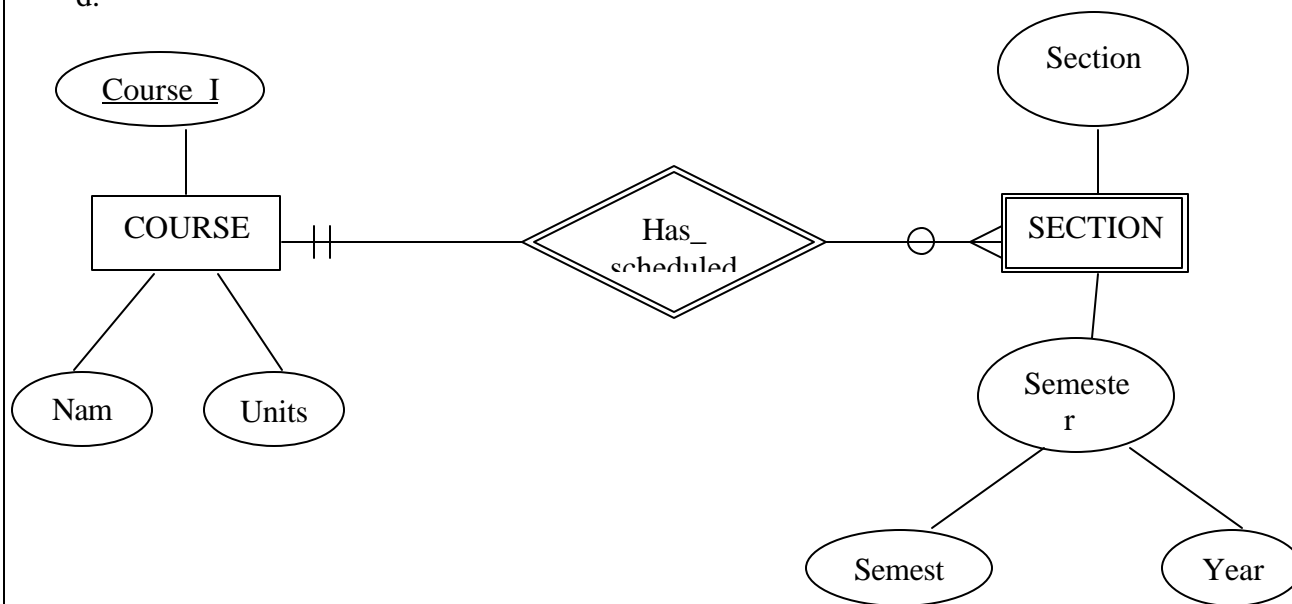 d.
Section
Course_I
COURSE
Has_
scheduled
SECTION
Nam
Units
Semeste
r
Semest
Year